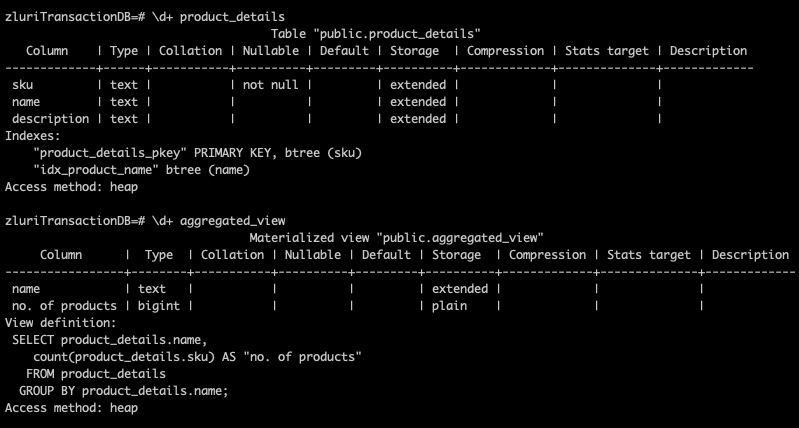 zluriTransactionDB=# \d+ product_details
Table "public.product_details"
Column | Type | Collation | Nullable | Default | Storage | Compression | Stats target | Description
-------------+------+-----------+----------+---------+----------+-------------+--------------+-------------
sku | text | | not null | | extended | | |
name | text | | | | extended | | |
description | text | | | | extended | | |
Indexes:
"product_details_pkey" PRIMARY KEY, btree (sku)
"idx_product_name" btree (name)
Access method: heap
zluriTransactionDB=# \d+ aggregated_view
Materialized view "public.aggregated_view"
Column | Type | Collation | Nullable | Default | Storage | Compression | Stats target | Description
-----------------+--------+-----------+----------+---------+----------+-------------+--------------+-------------
name | text | | | | extended | | |
no. of products | bigint | | | | plain | | |
View definition:
SELECT product_details.name,
count(product_details.sku) AS "no. of products"
FROM product_details
GROUP BY product_details.name;
Access method: heap